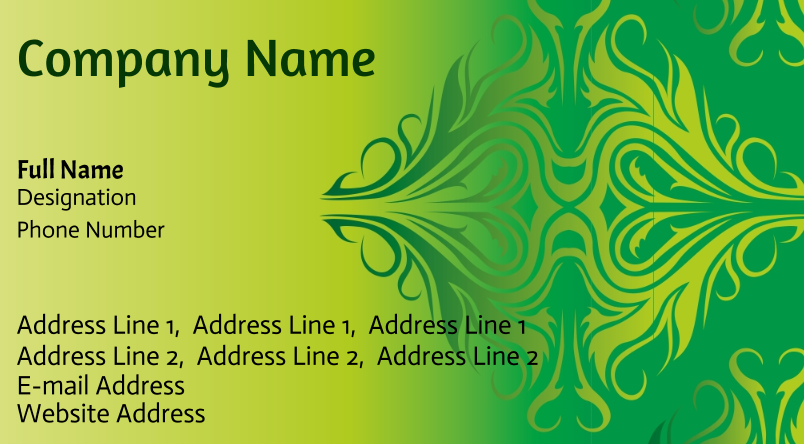 Company Name
Full Name
Designation
Phone Number
Address Line 1,  Address Line 1,  Address Line 1
Address Line 2,  Address Line 2,  Address Line 2
E-mail Address
Website Address